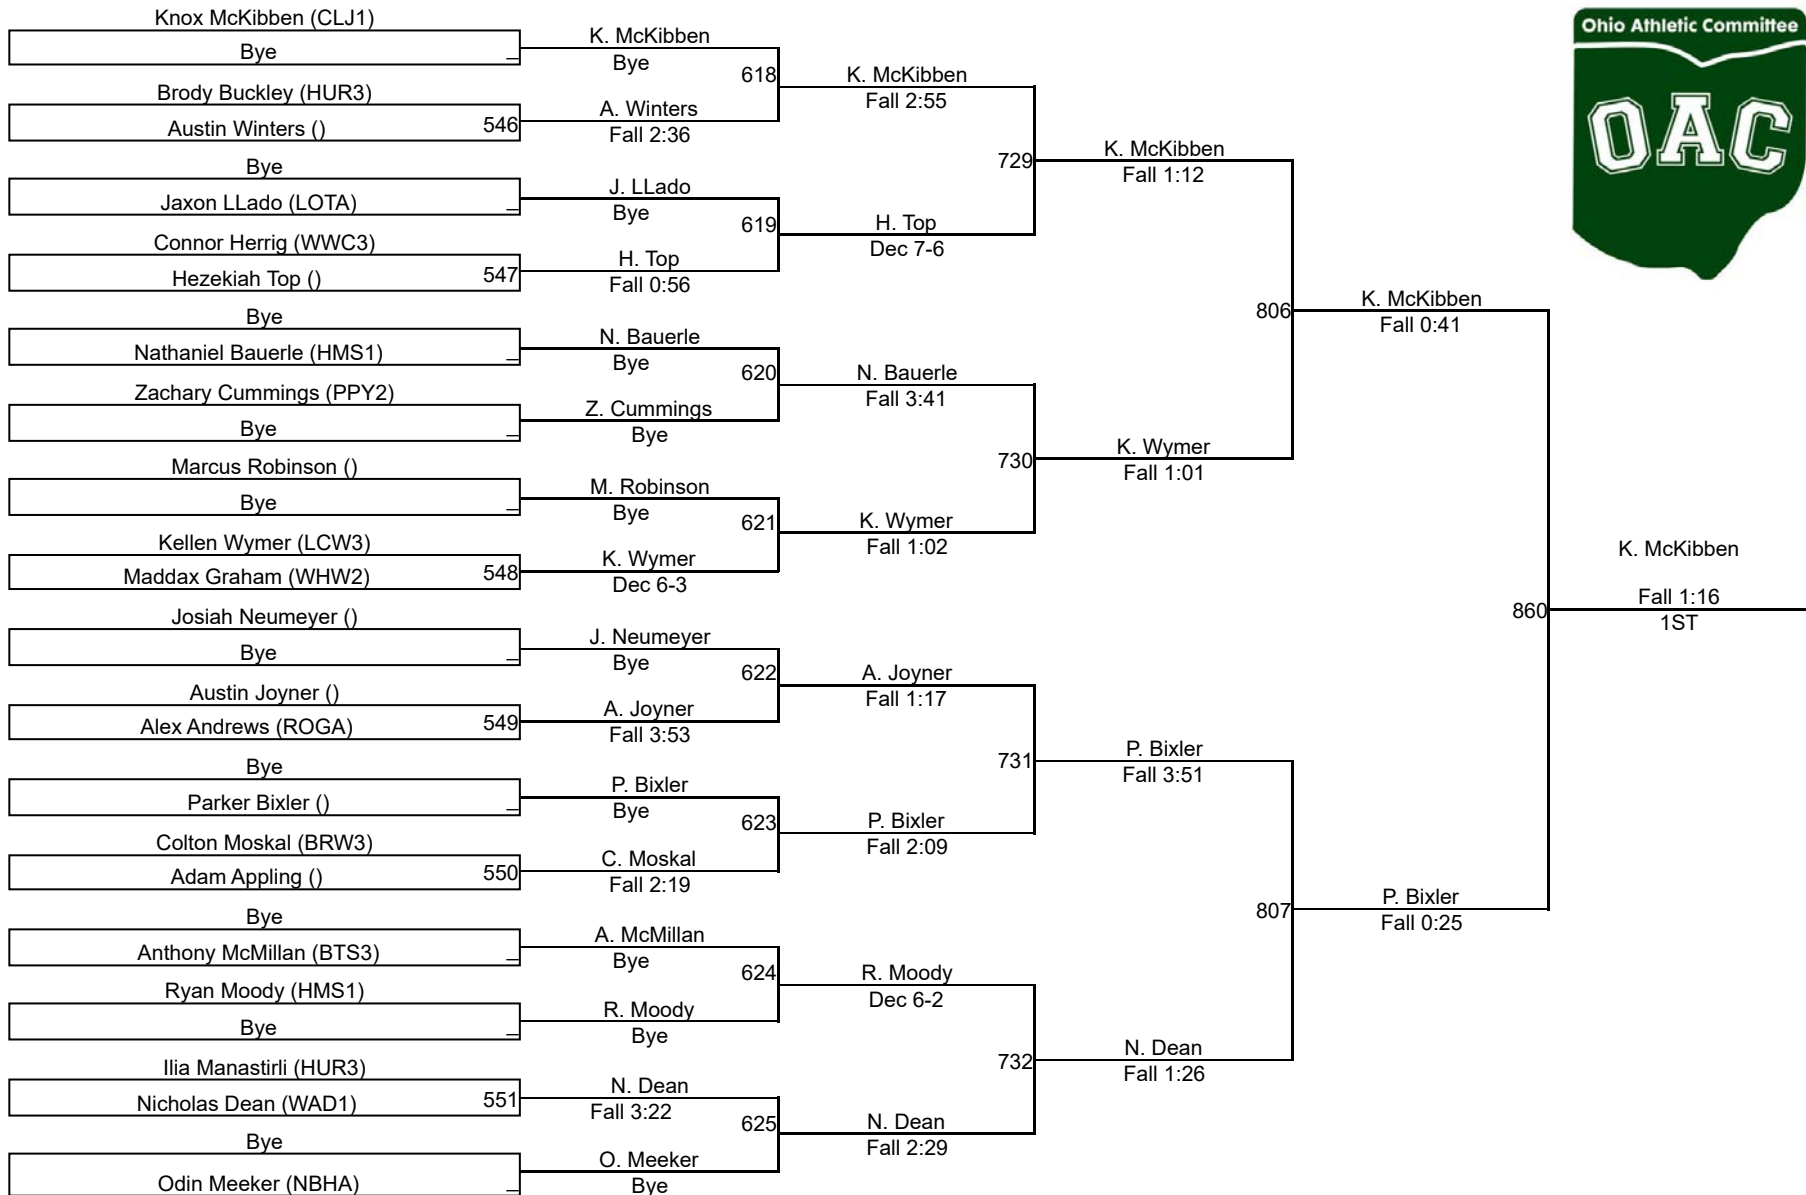 Knox McKibben (CLJ1)
Bye
_
Brody Buckley (HUR3)
Austin Winters ()
546
Bye
Jaxon LLado (LOTA)
_
Connor Herrig (WWC3)
Hezekiah Top ()
547
Bye
Nathaniel Bauerle (HMS1)
_
Zachary Cummings (PPY2)
Bye
_
Marcus Robinson ()
Bye
_
Kellen Wymer (LCW3)
Maddax Graham (WHW2)
548
Josiah Neumeyer ()
Bye
_
Austin Joyner ()
Alex Andrews (ROGA)
549
Bye
Parker Bixler ()
_
Colton Moskal (BRW3)
Adam Appling ()
550
Bye
Anthony McMillan (BTS3)
_
Ryan Moody (HMS1)
Bye
_
Ilia Manastirli (HUR3)
Nicholas Dean (WAD1)
551
Bye
Odin Meeker (NBHA)
_
K. McKibben
Bye
618
A. Winters
Fall 2:36
J. LLado
Bye
619
H. Top
Fall 0:56
N. Bauerle
Bye
620
Z. Cummings
Bye
M. Robinson
Bye
621
K. Wymer
Dec 6-3
J. Neumeyer
Bye
622
A. Joyner
Fall 3:53
P. Bixler
Bye
623
C. Moskal
Fall 2:19
A. McMillan
Bye
624
R. Moody
Bye
N. Dean
Fall 3:22
625
O. Meeker
Bye
K. McKibben
Fall 2:55
729
H. Top
Dec 7-6
N. Bauerle
Fall 3:41
730
K. Wymer
Fall 1:02
A. Joyner
Fall 1:17
731
P. Bixler
Fall 2:09
R. Moody
Dec 6-2
732
N. Dean
Fall 2:29
K. McKibben
Fall 1:12
806
K. Wymer
Fall 1:01
P. Bixler
Fall 3:51
807
N. Dean
Fall 1:26
K. McKibben
Fall 0:41
860
P. Bixler
Fall 0:25
K. McKibben
Fall 1:16
1ST
Ohio Athletic Committee
OAC